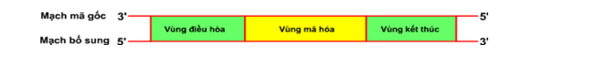 Mạch mã gốc 3' Vùng điều hòa Vùng mã hóa Vùng kết thúc 5'
Mạch bổ sung 5' 3'